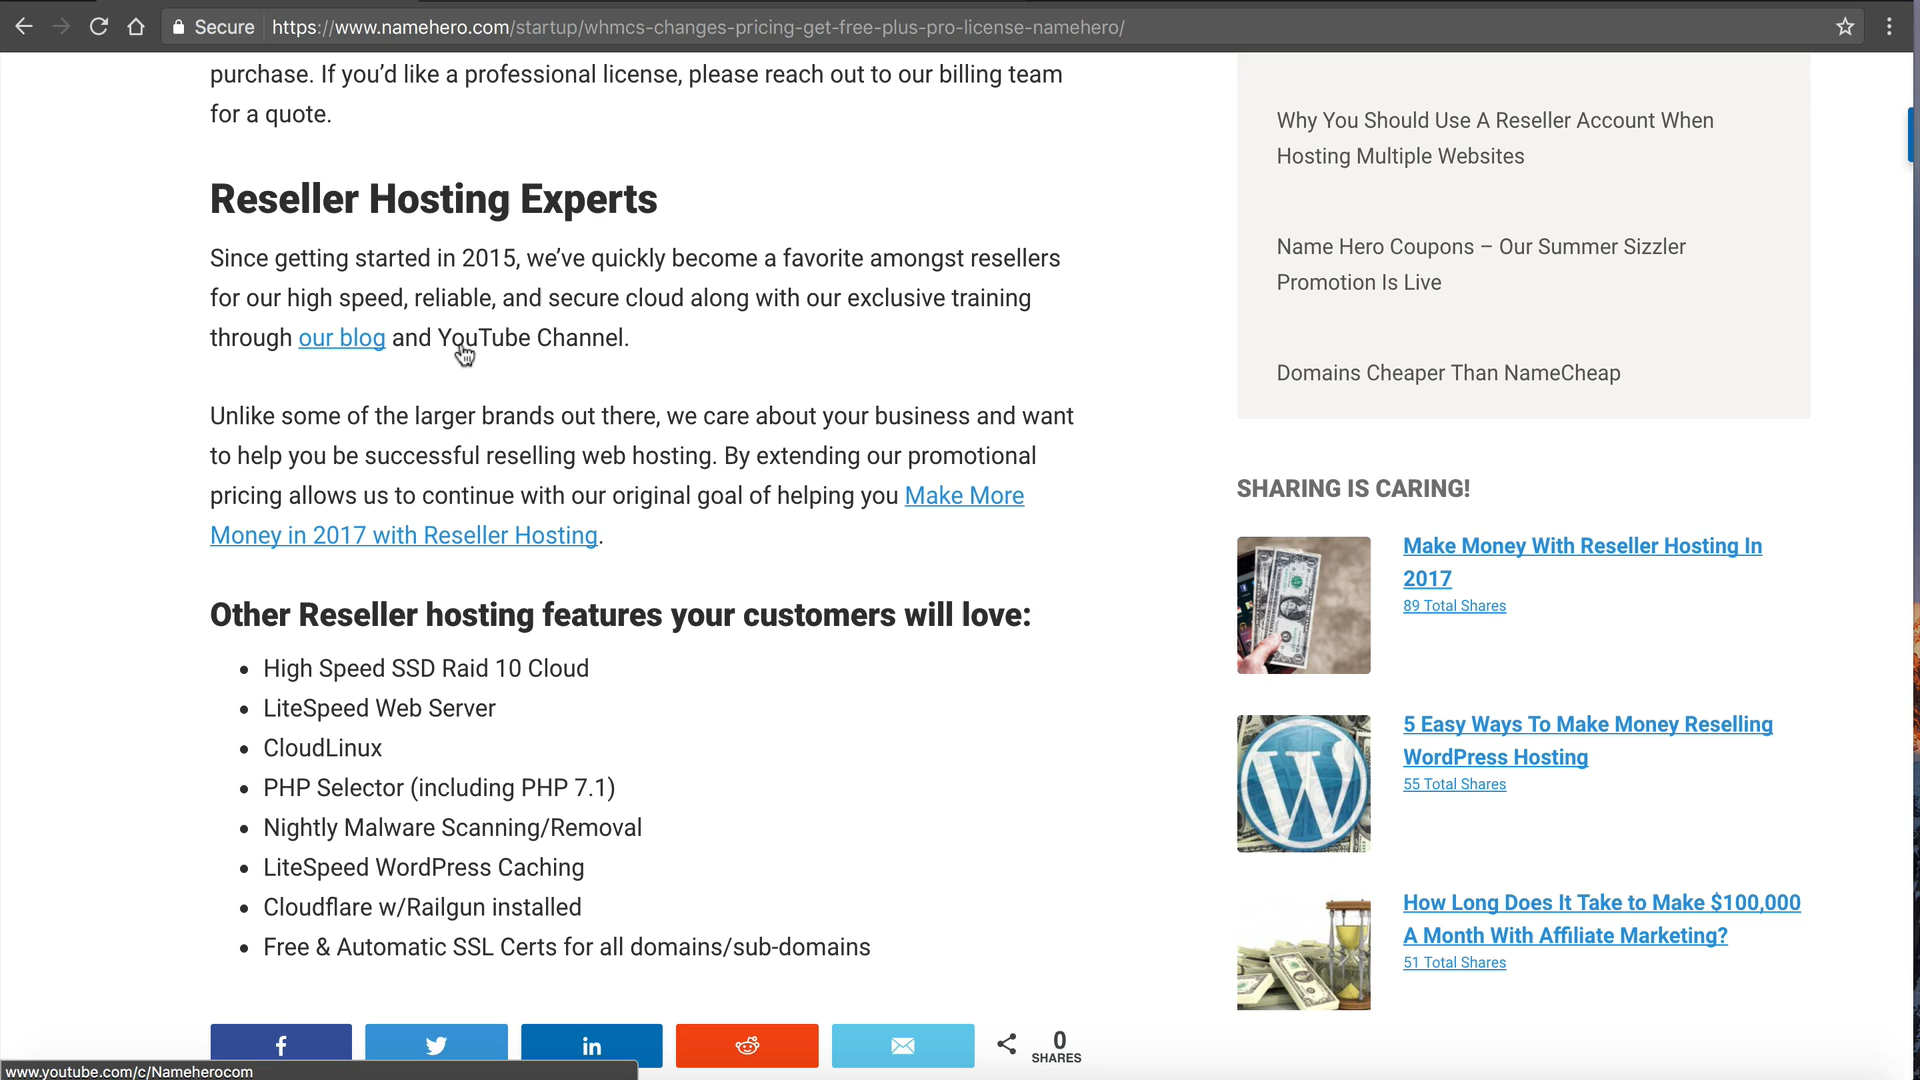 Secure https://www.namehero.com/startup/whmcs-changes-pricing-get-free-plus-pro-license-namehero/
purchase. If you’d like a professional license, please reach out to our billing team
for a quote.
Reseller Hosting Experts
Since getting started in 2015, we’ve quickly become a favorite amongst resellers
for our high speed, reliable, and secure cloud along with our exclusive training
through our blog and YouTube Channel.
Unlike some of the larger brands out there, we care about your business and want
to help you be successful reselling web hosting. By extending our promotional
pricing allows us to continue with our original goal of helping you Make More
Money in 2017 with Reseller Hosting.
Other Reseller hosting features your customers will love:
• High Speed SSD Raid 10 Cloud
• LiteSpeed Web Server
• CloudLinux
• PHP Selector (including PHP 7.1)
• Nightly Malware Scanning/Removal
• LiteSpeed WordPress Caching
• Cloudflare w/Railgun installed
• Free & Automatic SSL Certs for all domains/sub-domains
0
SHARES
www.youtube.com/c/Nameherocom
Why You Should Use A Reseller Account When
Hosting Multiple Websites
Name Hero Coupons – Our Summer Sizzler
Promotion Is Live
Domains Cheaper Than NameCheap
SHARING IS CARING!
Make Money With Reseller Hosting In
2017
89 Total Shares
5 Easy Ways To Make Money Reselling
WordPress Hosting
55 Total Shares
How Long Does It Take to Make $100,000
A Month With Affiliate Marketing?
51 Total Shares